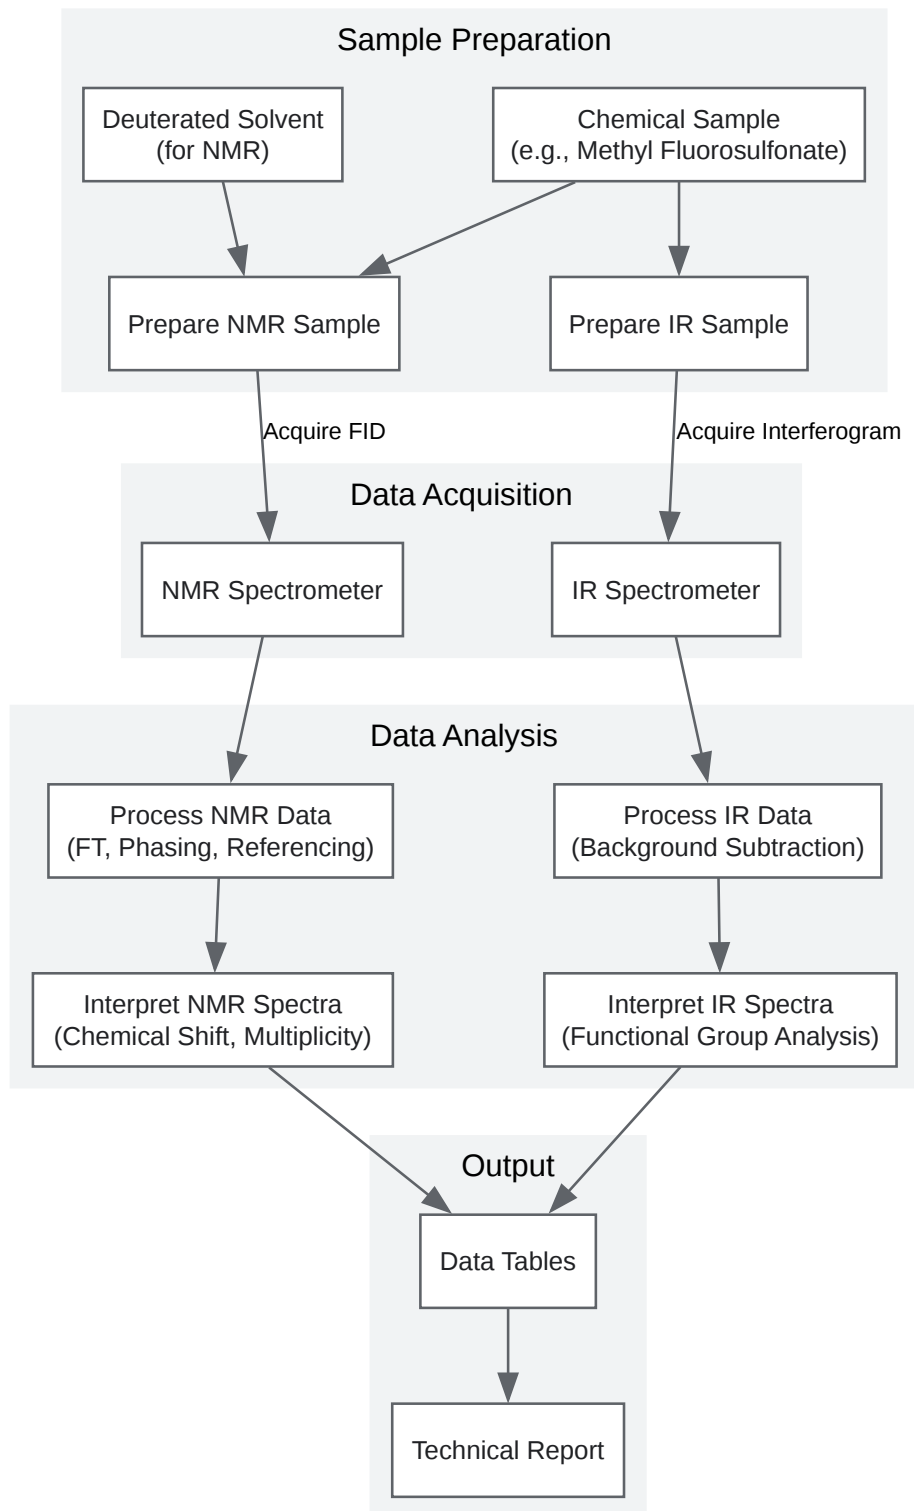 Sample Preparation
Deuterated Solvent
(for NMR)
Chemical Sample
(e.g., Methyl Fluorosulfonate)
Prepare NMR Sample
Prepare IR Sample
Acquire FID
Acquire Interferogram
Data Acquisition
NMR Spectrometer
IR Spectrometer
Data Analysis
Process NMR Data
(FT, Phasing, Referencing)
Process IR Data
(Background Subtraction)
Interpret NMR Spectra
(Chemical Shift, Multiplicity)
Interpret IR Spectra
(Functional Group Analysis)
Output
Data Tables
Technical Report